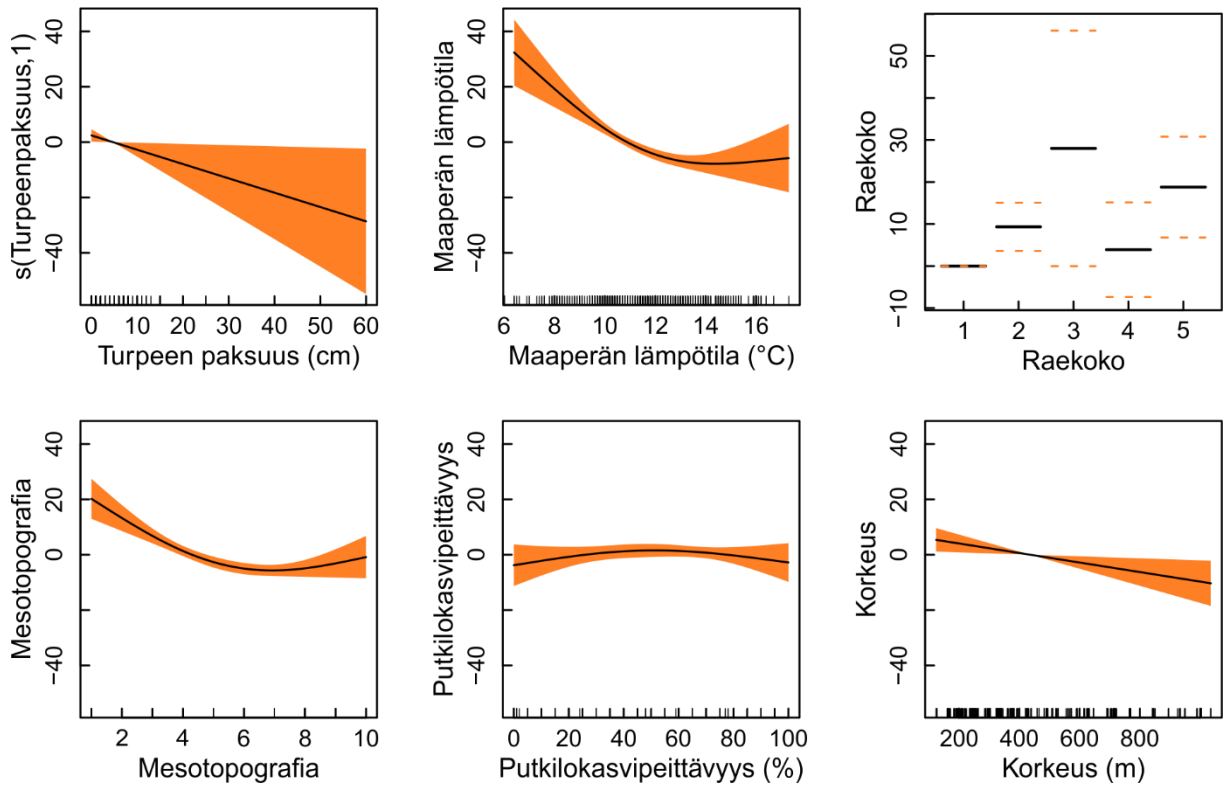 s(Turpeenpaksuus,1)
40
20
0
−40
0 10 20 30 40 50 60
Turpeen paksuus (cm)
Maaperän lämpötila
40
20
0
−40
6 8 10 12 14 16
Maaperän lämpötila (°C)
Raekoko
50
30
10
−10
1 2 3 4 5
Raekoko
Mesotopografia
40
20
0
−40
2 4 6 8 10
Mesotopografia
Putkilokasvipeittävyys
40
20
0
−40
0 20 40 60 80 100
Putkilokasvipeittävyys (%)
Korkeus
40
20
0
−40
200 400 600 800
Korkeus (m)